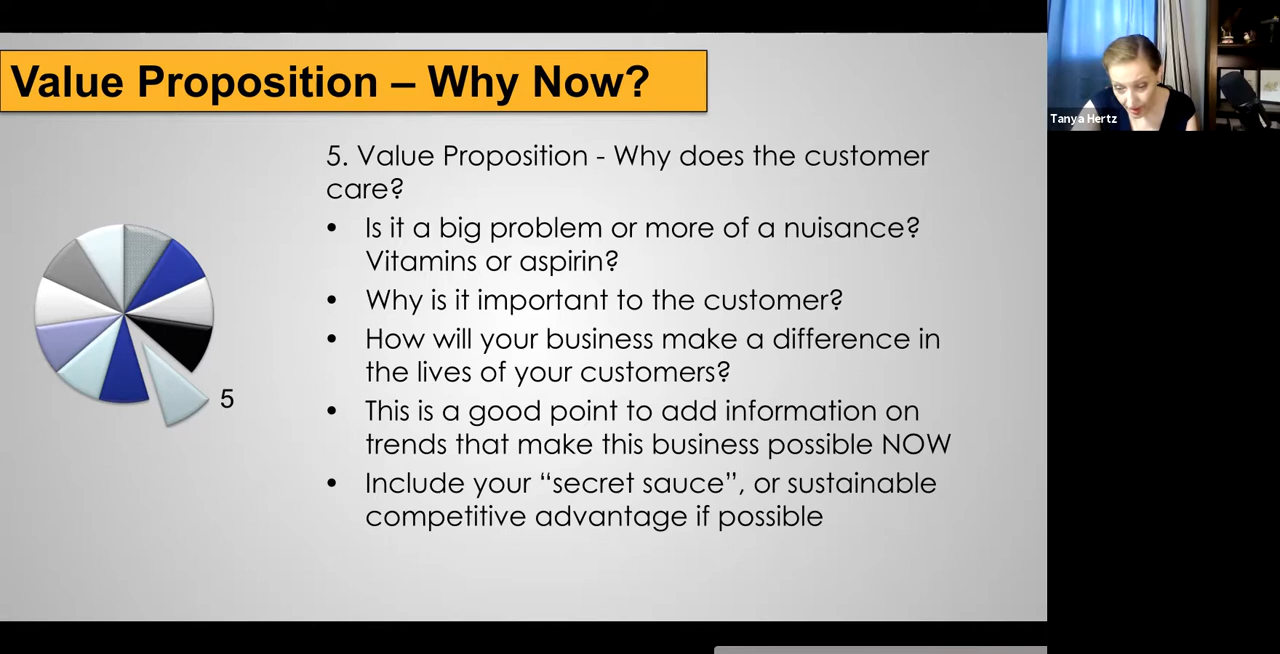 Value Proposition – Why Now?
Tanya Hertz
5. Value Proposition - Why does the customer
care?
• Is it a big problem or more of a nuisance?
Vitamins or aspirin?
• Why is it important to the customer?
• How will your business make a difference in
the lives of your customers?
• This is a good point to add information on
trends that make this business possible NOW
• Include your “secret sauce”, or sustainable
competitive advantage if possible
5